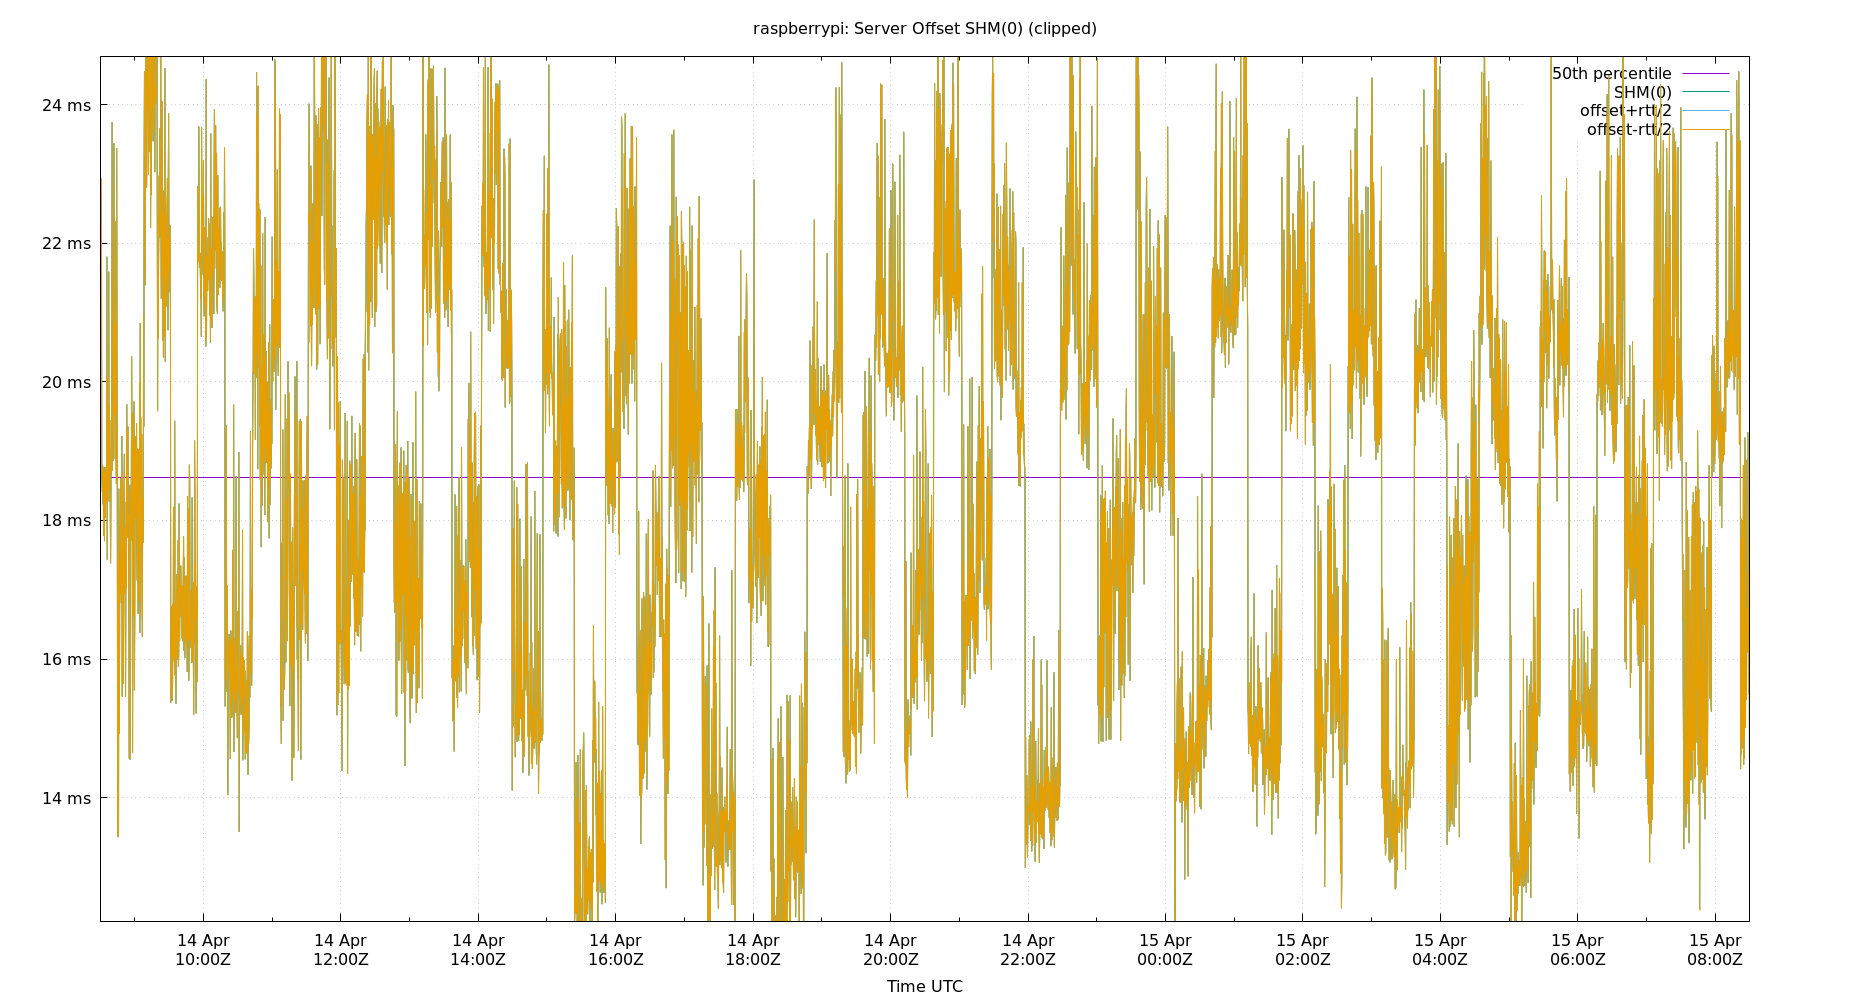 raspberrypi: Server Offset SHM(0) (clipped)
50th percentile
SHM(0)
offset+rtt/2
offset-rtt/2
24 ms
22 ms
20 ms
18 ms
16 ms
14 ms
14 Apr 14 Apr 14 Apr 14 Apr 14 Apr 14 Apr 14 Apr 15 Apr 15 Apr 15 Apr 15 Apr 15 Apr
10:00Z 12:00Z 14:00Z 16:00Z 18:00Z 20:00Z 22:00Z 00:00Z 02:00Z 04:00Z 06:00Z 08:00Z
Time UTC